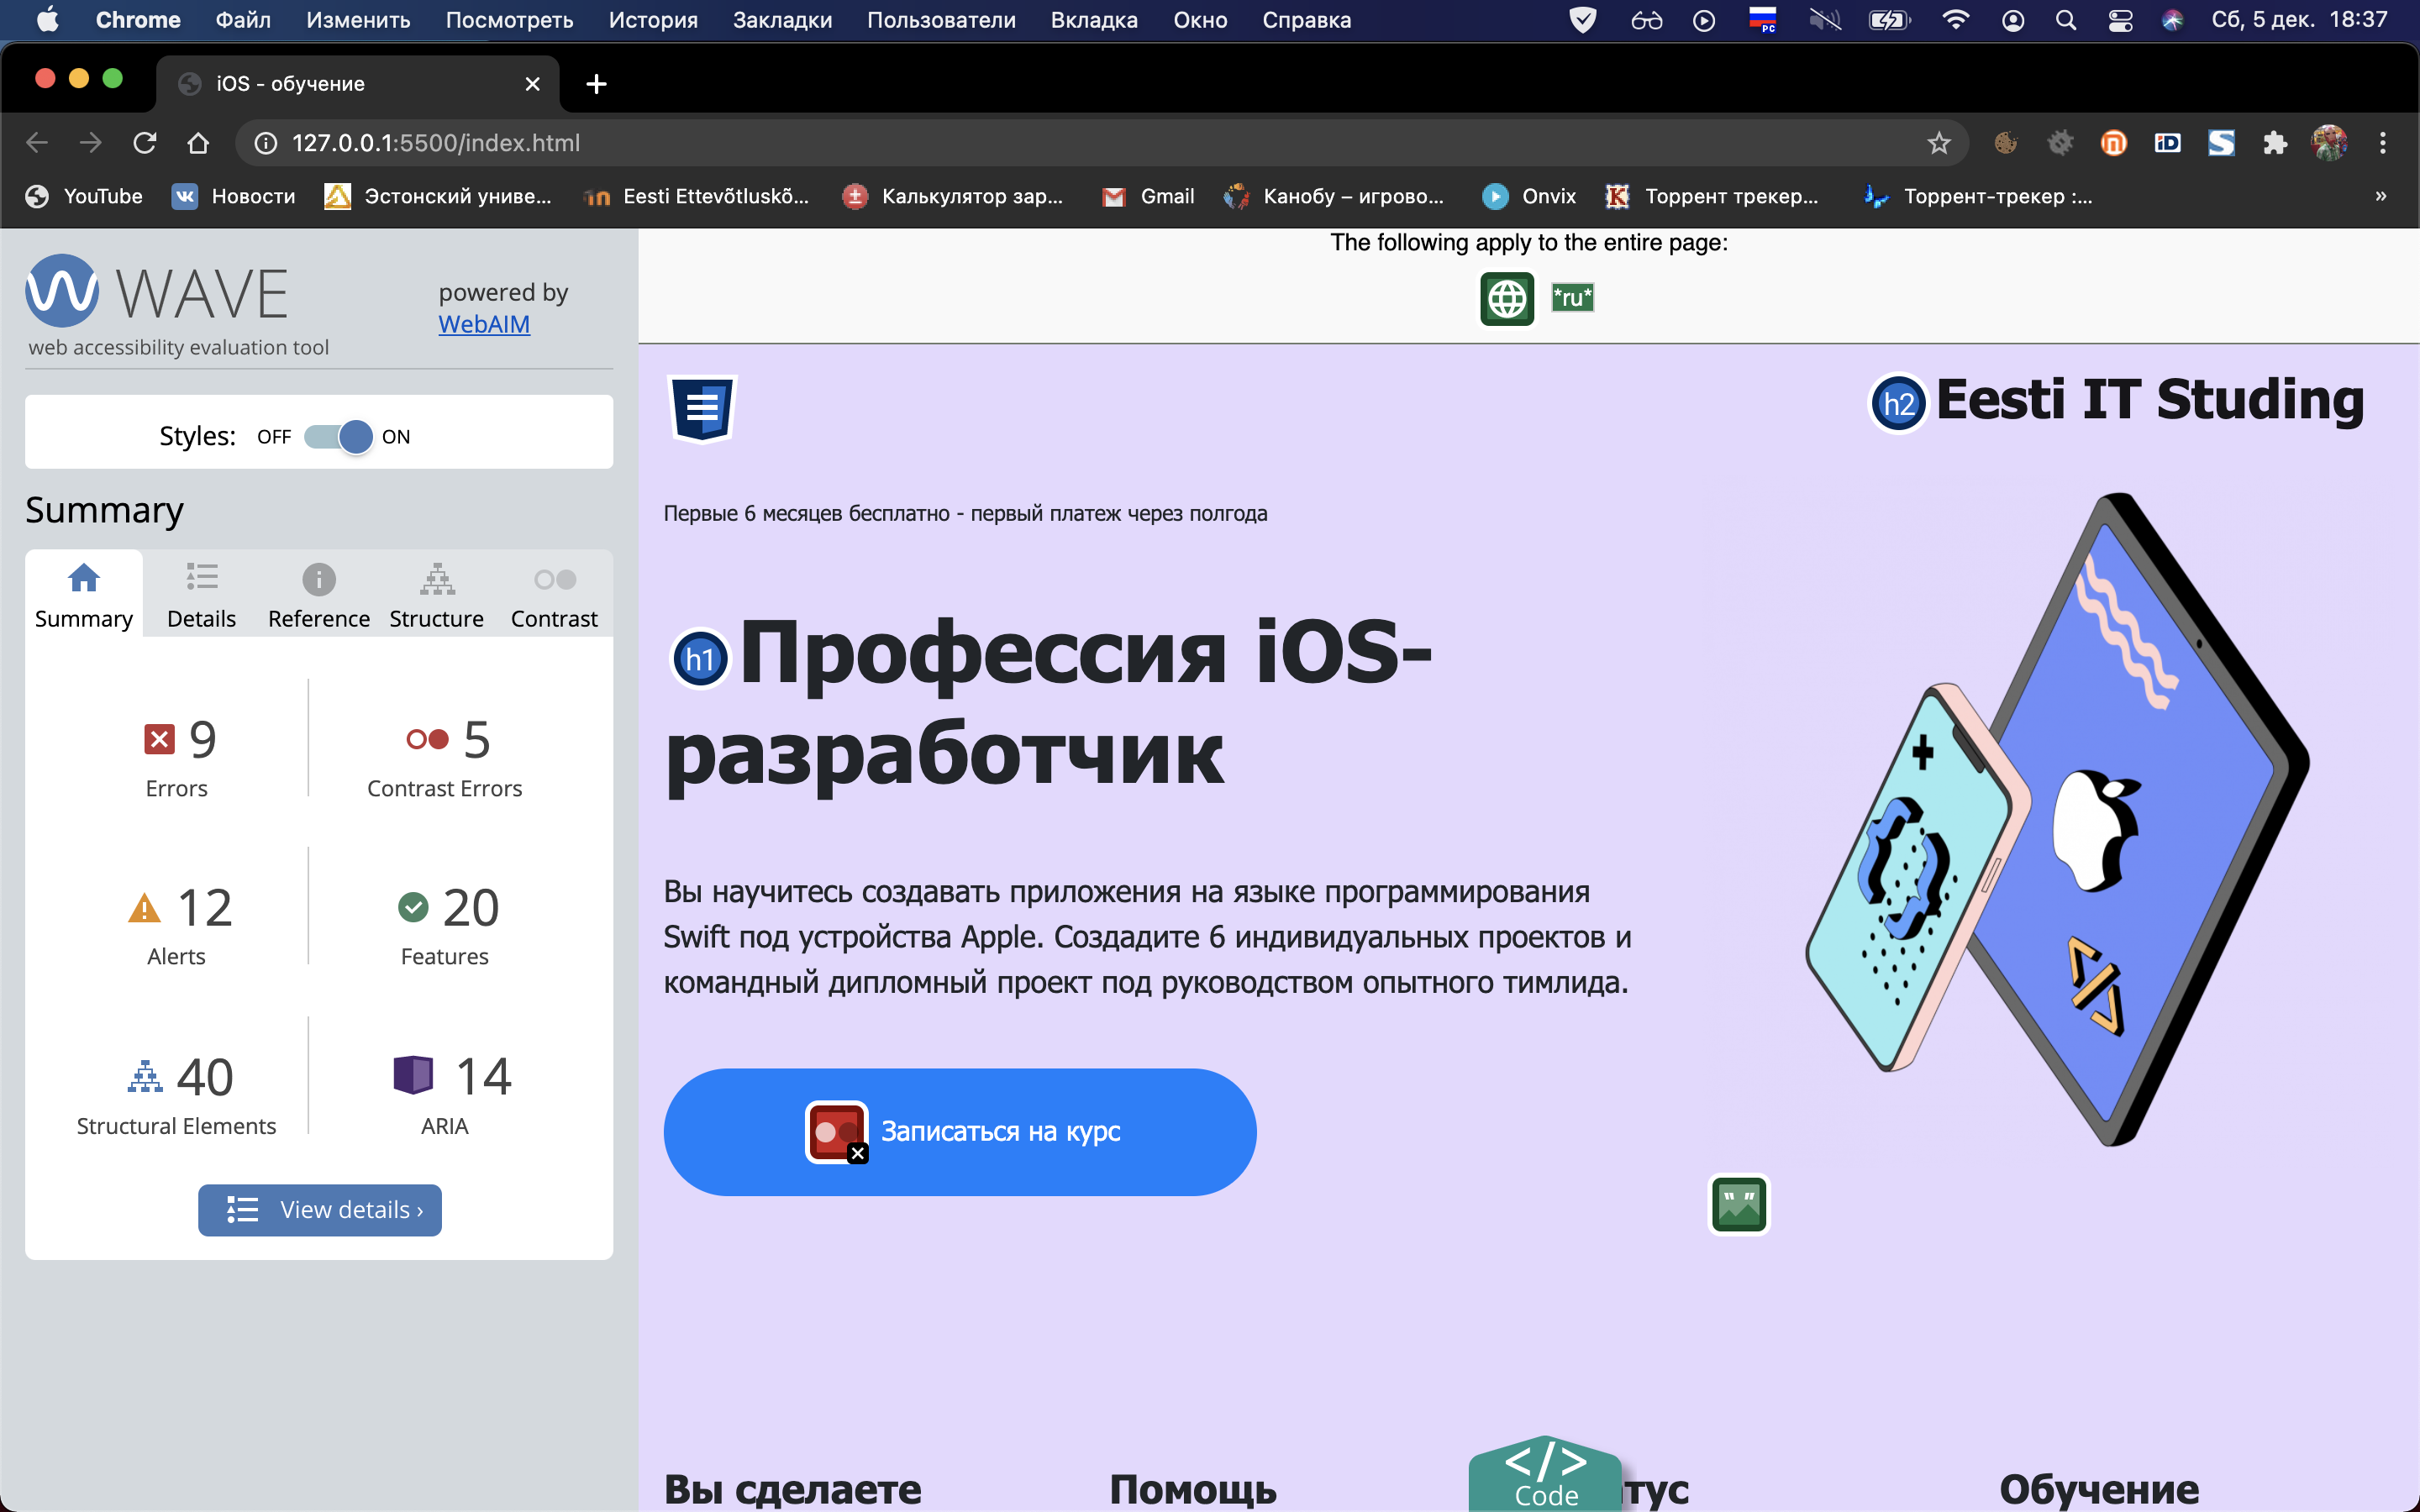 Chrome Файл Изменить Посмотреть История Закладки Пользователи Вкладка Окно Справка РС Сб, 5 дек. 18:37
iOS - обучение
127.0.0.1:5500/index.html
YouTube Новости Эстонский униве... Eesti Ettevõtluskõ... Калькулятор зар... Gmail Канобу – игрово... Onvix Торрент трекер... Торрент-трекер :... »
WAVE
powered by
WebAIM
web accessibility evaluation tool
Styles: OFF ON
Summary
Summary Details Reference Structure Contrast
9 5
Errors Contrast Errors
12 20
Alerts Features
40 14
Structural Elements ARIA
View details ›
The following apply to the entire page:
*ru*
h2 Eesti IT Studing
Первые 6 месяцев бесплатно - первый платеж через полгода
h1 Профессия iOS-
разработчик
Вы научитесь создавать приложения на языке программирования
Swift под устройства Apple. Создадите 6 индивидуальных проектов и
командный дипломный проект под руководством опытного тимлида.
Записаться на курс
</>
Code
Вы сделаете Помощь тус Обучение